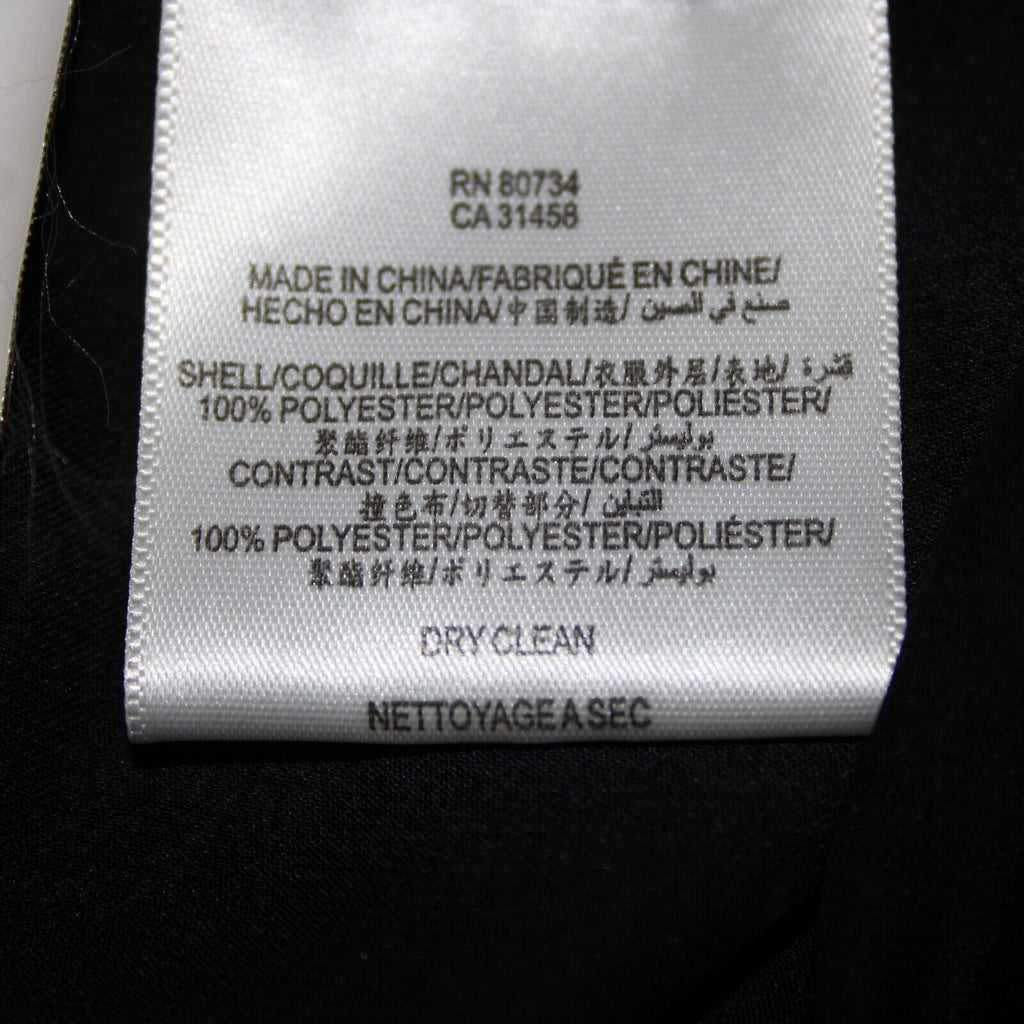 RN 80734
CA 31458
MADE IN CHINA/FABRIQUÉ EN CHINE/
HECHO EN CHINA/中国制造/ صنع في الصين
SHELL/COQUILLE/CHANDAL/衣服外层/表地/ قشرة
100% POLYESTER/POLYESTER/POLIÉSTER/
聚酯纤维/ポリエステル/ بوليستر
CONTRAST/CONTRASTE/CONTRASTE/
撞色布/切替部分/ التباين
100% POLYESTER/POLYESTER/POLIÉSTER/
聚酯纤维/ポリエステル/ بوليستر
DRY CLEAN
NETTOYAGE A SEC